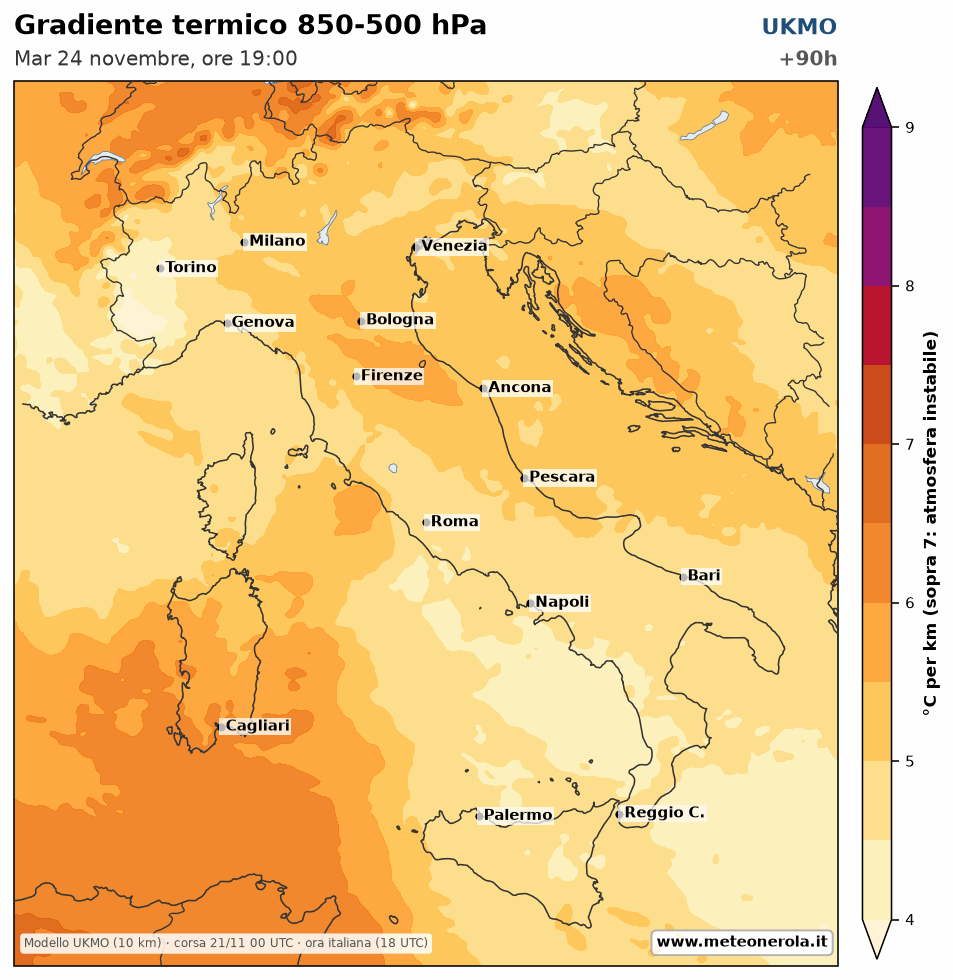 Gradiente termico 850-500 hPa
UKMO
Mar 24 novembre, ore 19:00
+90h
Milano
Venezia
Torino
Genova
Bologna
Firenze
Ancona
Pescara
Roma
Bari
Napoli
Cagliari
Palermo
Reggio C.
9
8
7
6
5
4
°C per km (sopra 7: atmosfera instabile)
Modello UKMO (10 km) · corsa 21/11 00 UTC · ora italiana (18 UTC)
www.meteonerola.it